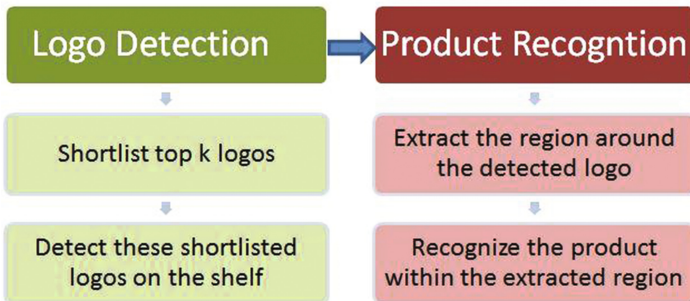 Logo Detection
Product Recogntion
Shortlist top k logos
Extract the region around
the detected logo
Detect these shortlisted
logos on the shelf
Recognize the product
within the extracted region